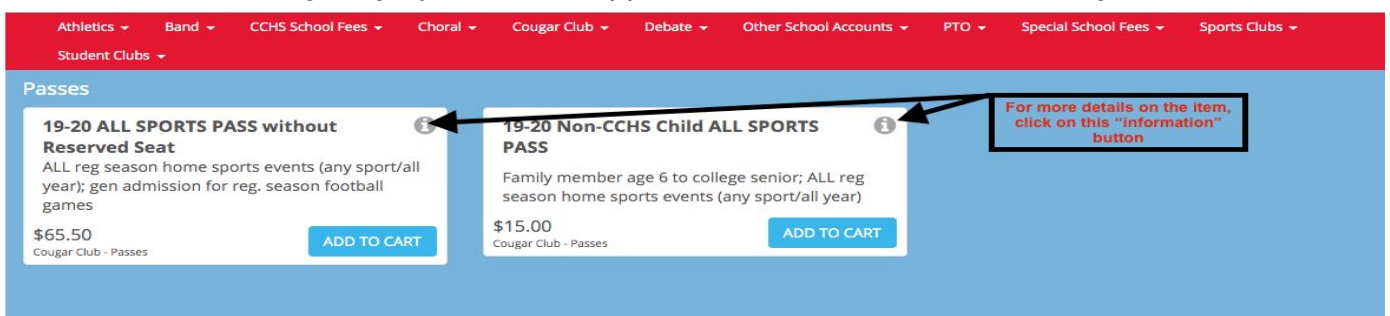 Athletics Band CCHS School Fees Choral Cougar Club Debate Other School Accounts PTO Special School Fees Sports Clubs
Student Clubs
Passes
19-20 ALL SPORTS PASS without
Reserved Seat
ALL reg season home sports events (any sport/all
year); gen admission for reg. season football
games
$65.50
Cougar Club - Passes
ADD TO CART
19-20 Non-CCHS Child ALL SPORTS
PASS
Family member age 6 to college senior; ALL reg
season home sports events (any sport/all year)
$15.00
Cougar Club - Passes
ADD TO CART
For more details on the item,
click on this "information"
button